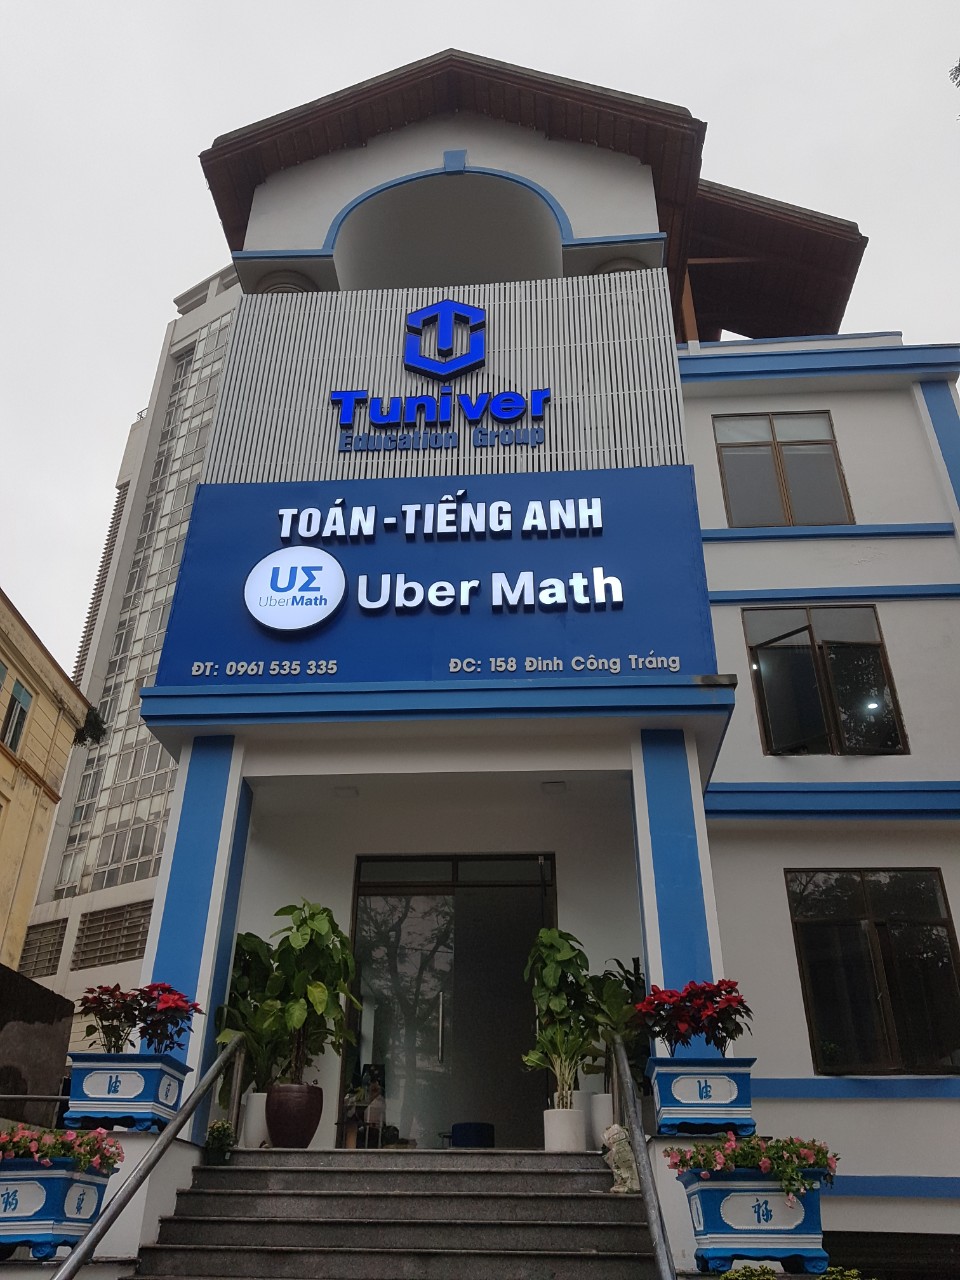 Tuniver
Education Group
TOÁN - TIẾNG ANH
UΣ
UberMath
Uber Math
ĐT: 0961 535 335
ĐC: 158 Đinh Công Tráng